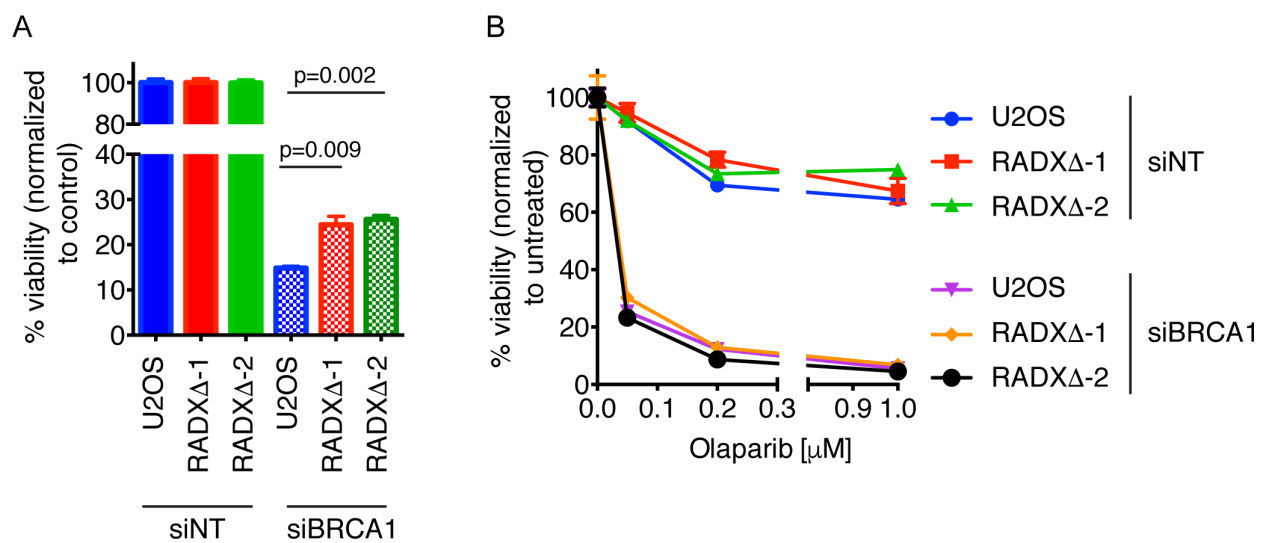 A
% viability (normalized
to control)
100
80
40
30
20
10
0
p=0.002
p=0.009
U2OS
RADXΔ-1
RADXΔ-2
U2OS
RADXΔ-1
RADXΔ-2
siNT
siBRCA1
B
% viability (normalized
to untreated)
100
80
60
40
20
0
0.0 0.1 0.2 0.3 0.9 1.0
Olaparib [μM]
U2OS
RADXΔ-1
RADXΔ-2
siNT
U2OS
RADXΔ-1
RADXΔ-2
siBRCA1